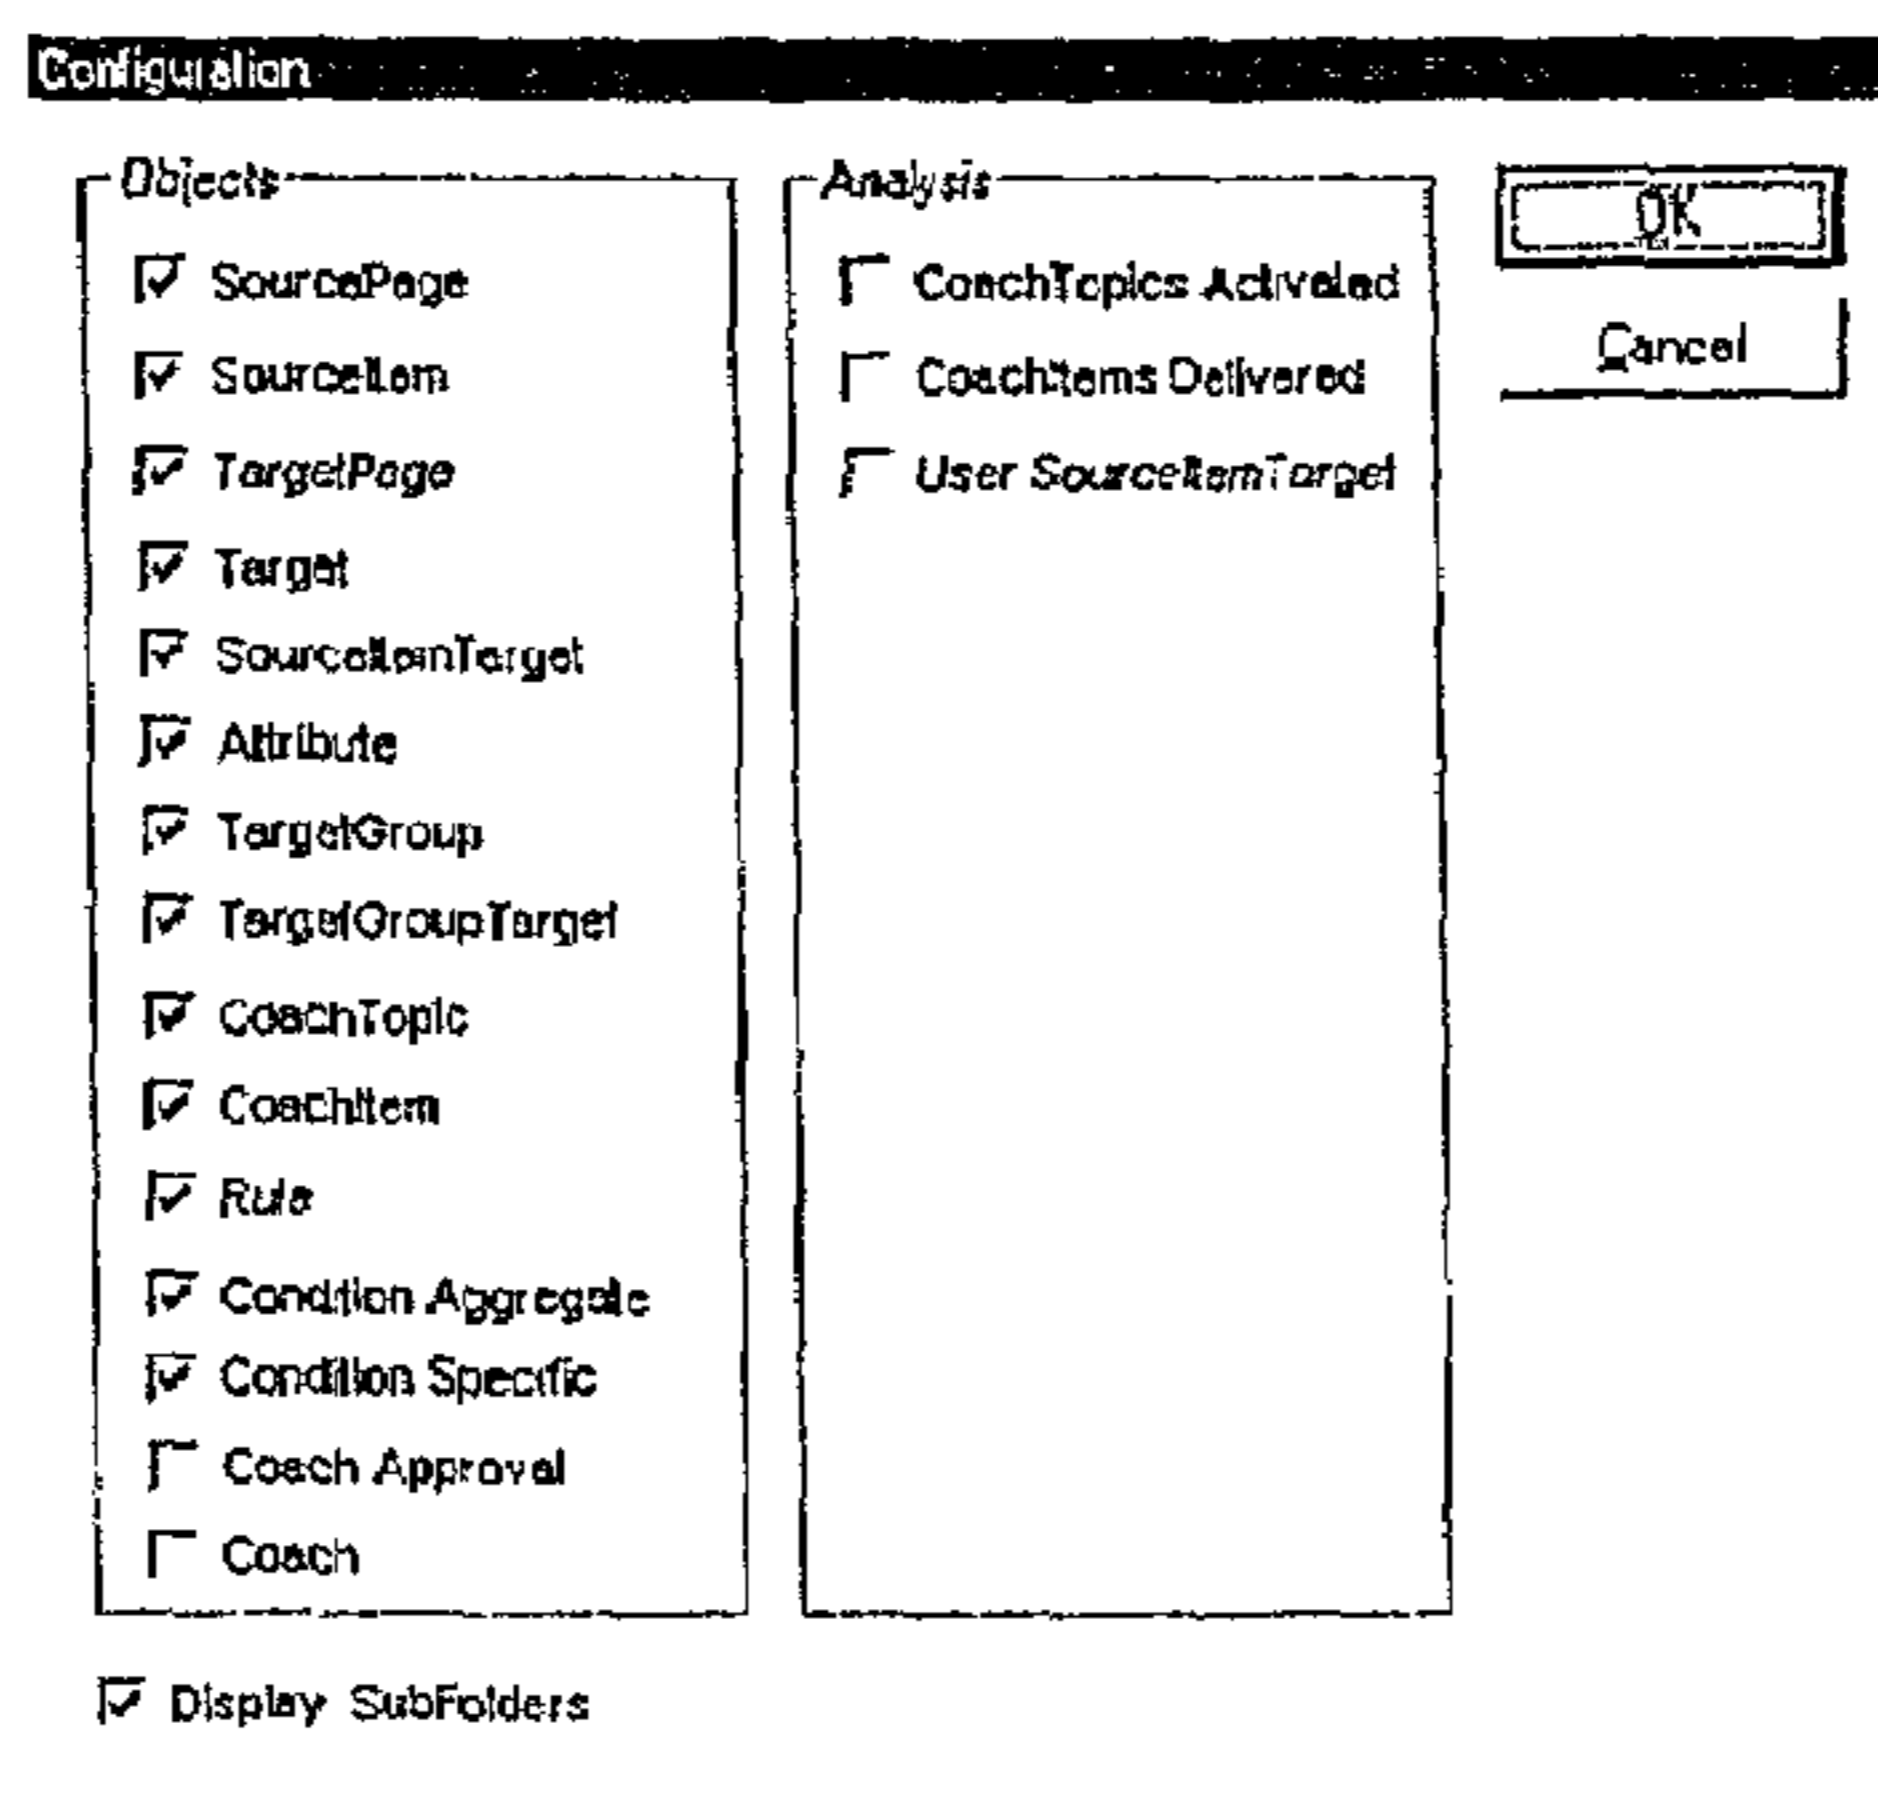 Configuration
Objects
SourcePage
SourceItem
TargetPage
Target
SourceItemTarget
Attribute
TargetGroup
TargetGroupTarget
CoachTopic
CoachItem
Rule
Condition Aggregate
Condition Specific
Coach Approval
Coach
Display SubFolders
Analysis
CoachTopics Activated
CoachItems Delivered
User SourceItemTarget
OK
Cancel